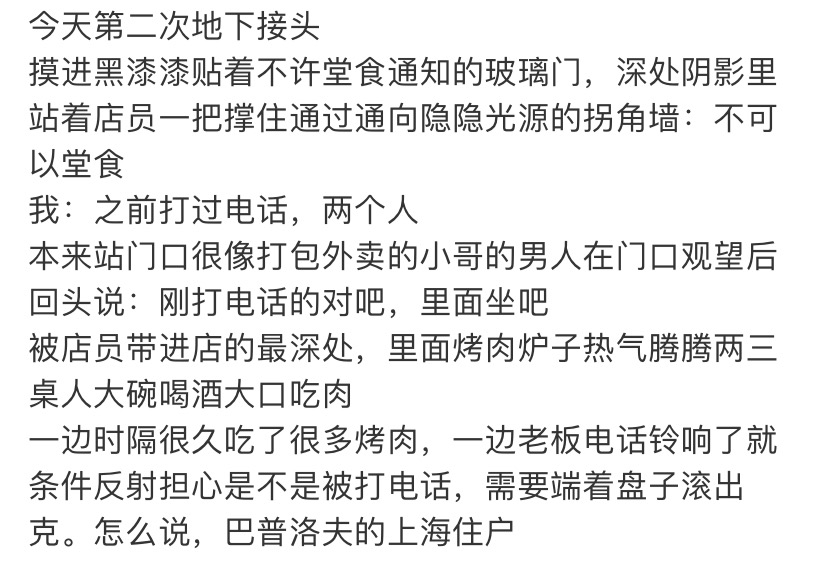 今天第二次地下接头
摸进黑漆漆贴着不许堂食通知的玻璃门，深处阴影里
站着店员一把撑住通过通向隐隐光源的拐角墙：不可
以堂食
我：之前打过电话，两个人
本来站门口很像打包外卖的小哥的男人在门口观望后
回头说：刚打电话的对吧，里面坐吧
被店员带进店的最深处，里面烤肉炉子热气腾腾两三
桌人大碗喝酒大口吃肉
一边时隔很久吃了很多烤肉，一边老板电话铃响了就
条件反射担心是不是被打电话，需要端着盘子滚出
克。怎么说，巴普洛夫的上海住户